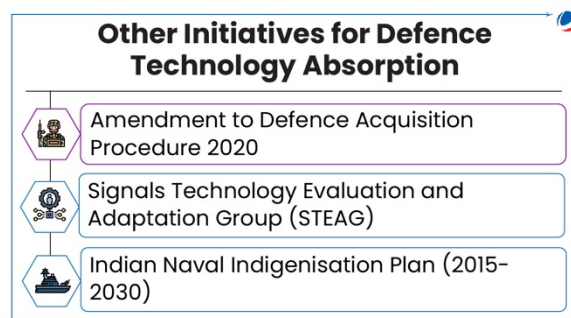 Other Initiatives for Defence
Technology Absorption
Amendment to Defence Acquisition
Procedure 2020
Signals Technology Evaluation and
Adaptation Group (STEAG)
Indian Naval Indigenisation Plan (2015-
2030)